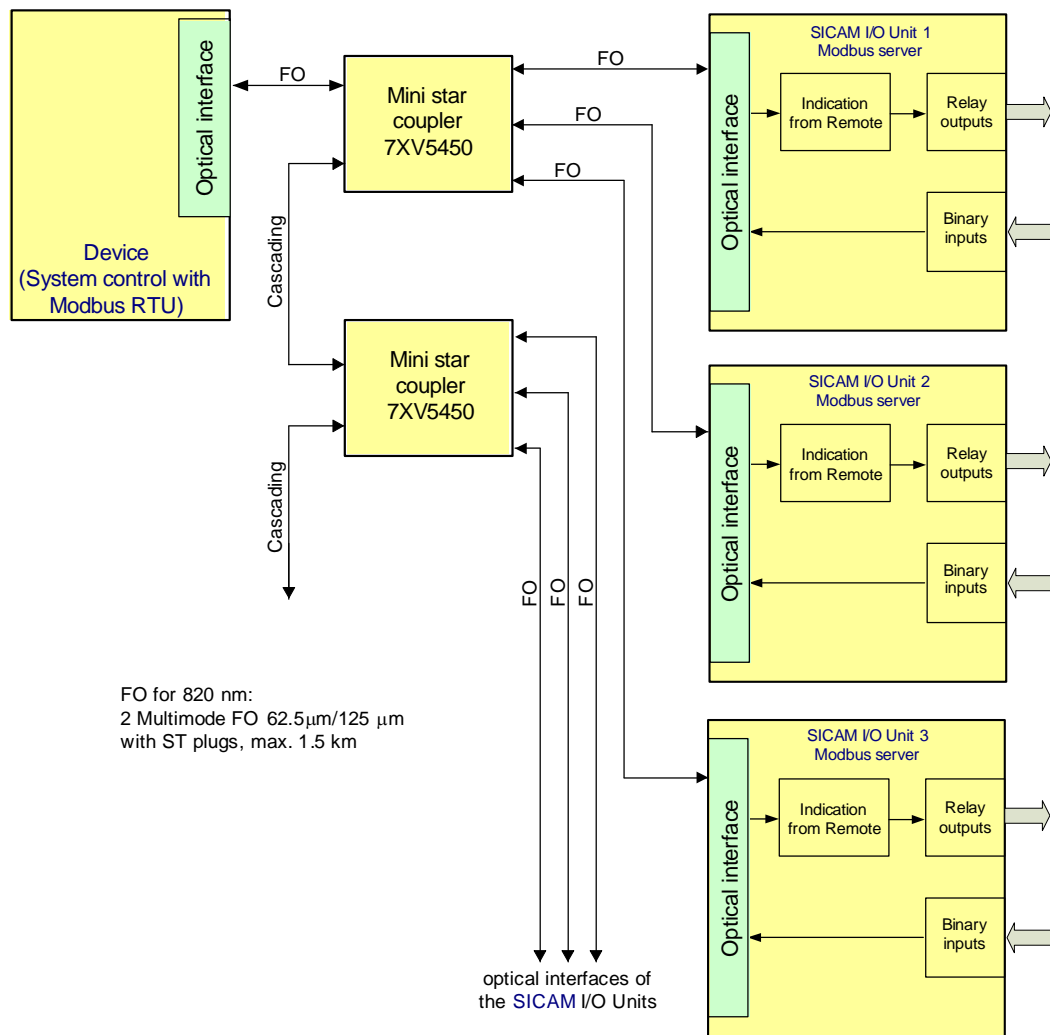 Optical interface
Device
(System control with
Modbus RTU)
FO
Mini star
coupler
7XV5450
FO
FO
FO
Cascading
Mini star
coupler
7XV5450
Cascading
FO
FO
FO
optical interfaces of
the SICAM I/O Units
FO for 820 nm:
2 Multimode FO 62.5μm/125 μm
with ST plugs, max. 1.5 km
SICAM I/O Unit 1
Modbus server
Optical interface
Indication
from Remote
Relay
outputs
Binary
inputs
SICAM I/O Unit 2
Modbus server
Optical interface
Indication
from Remote
Relay
outputs
Binary
inputs
SICAM I/O Unit 3
Modbus server
Optical interface
Indication
from Remote
Relay
outputs
Binary
inputs